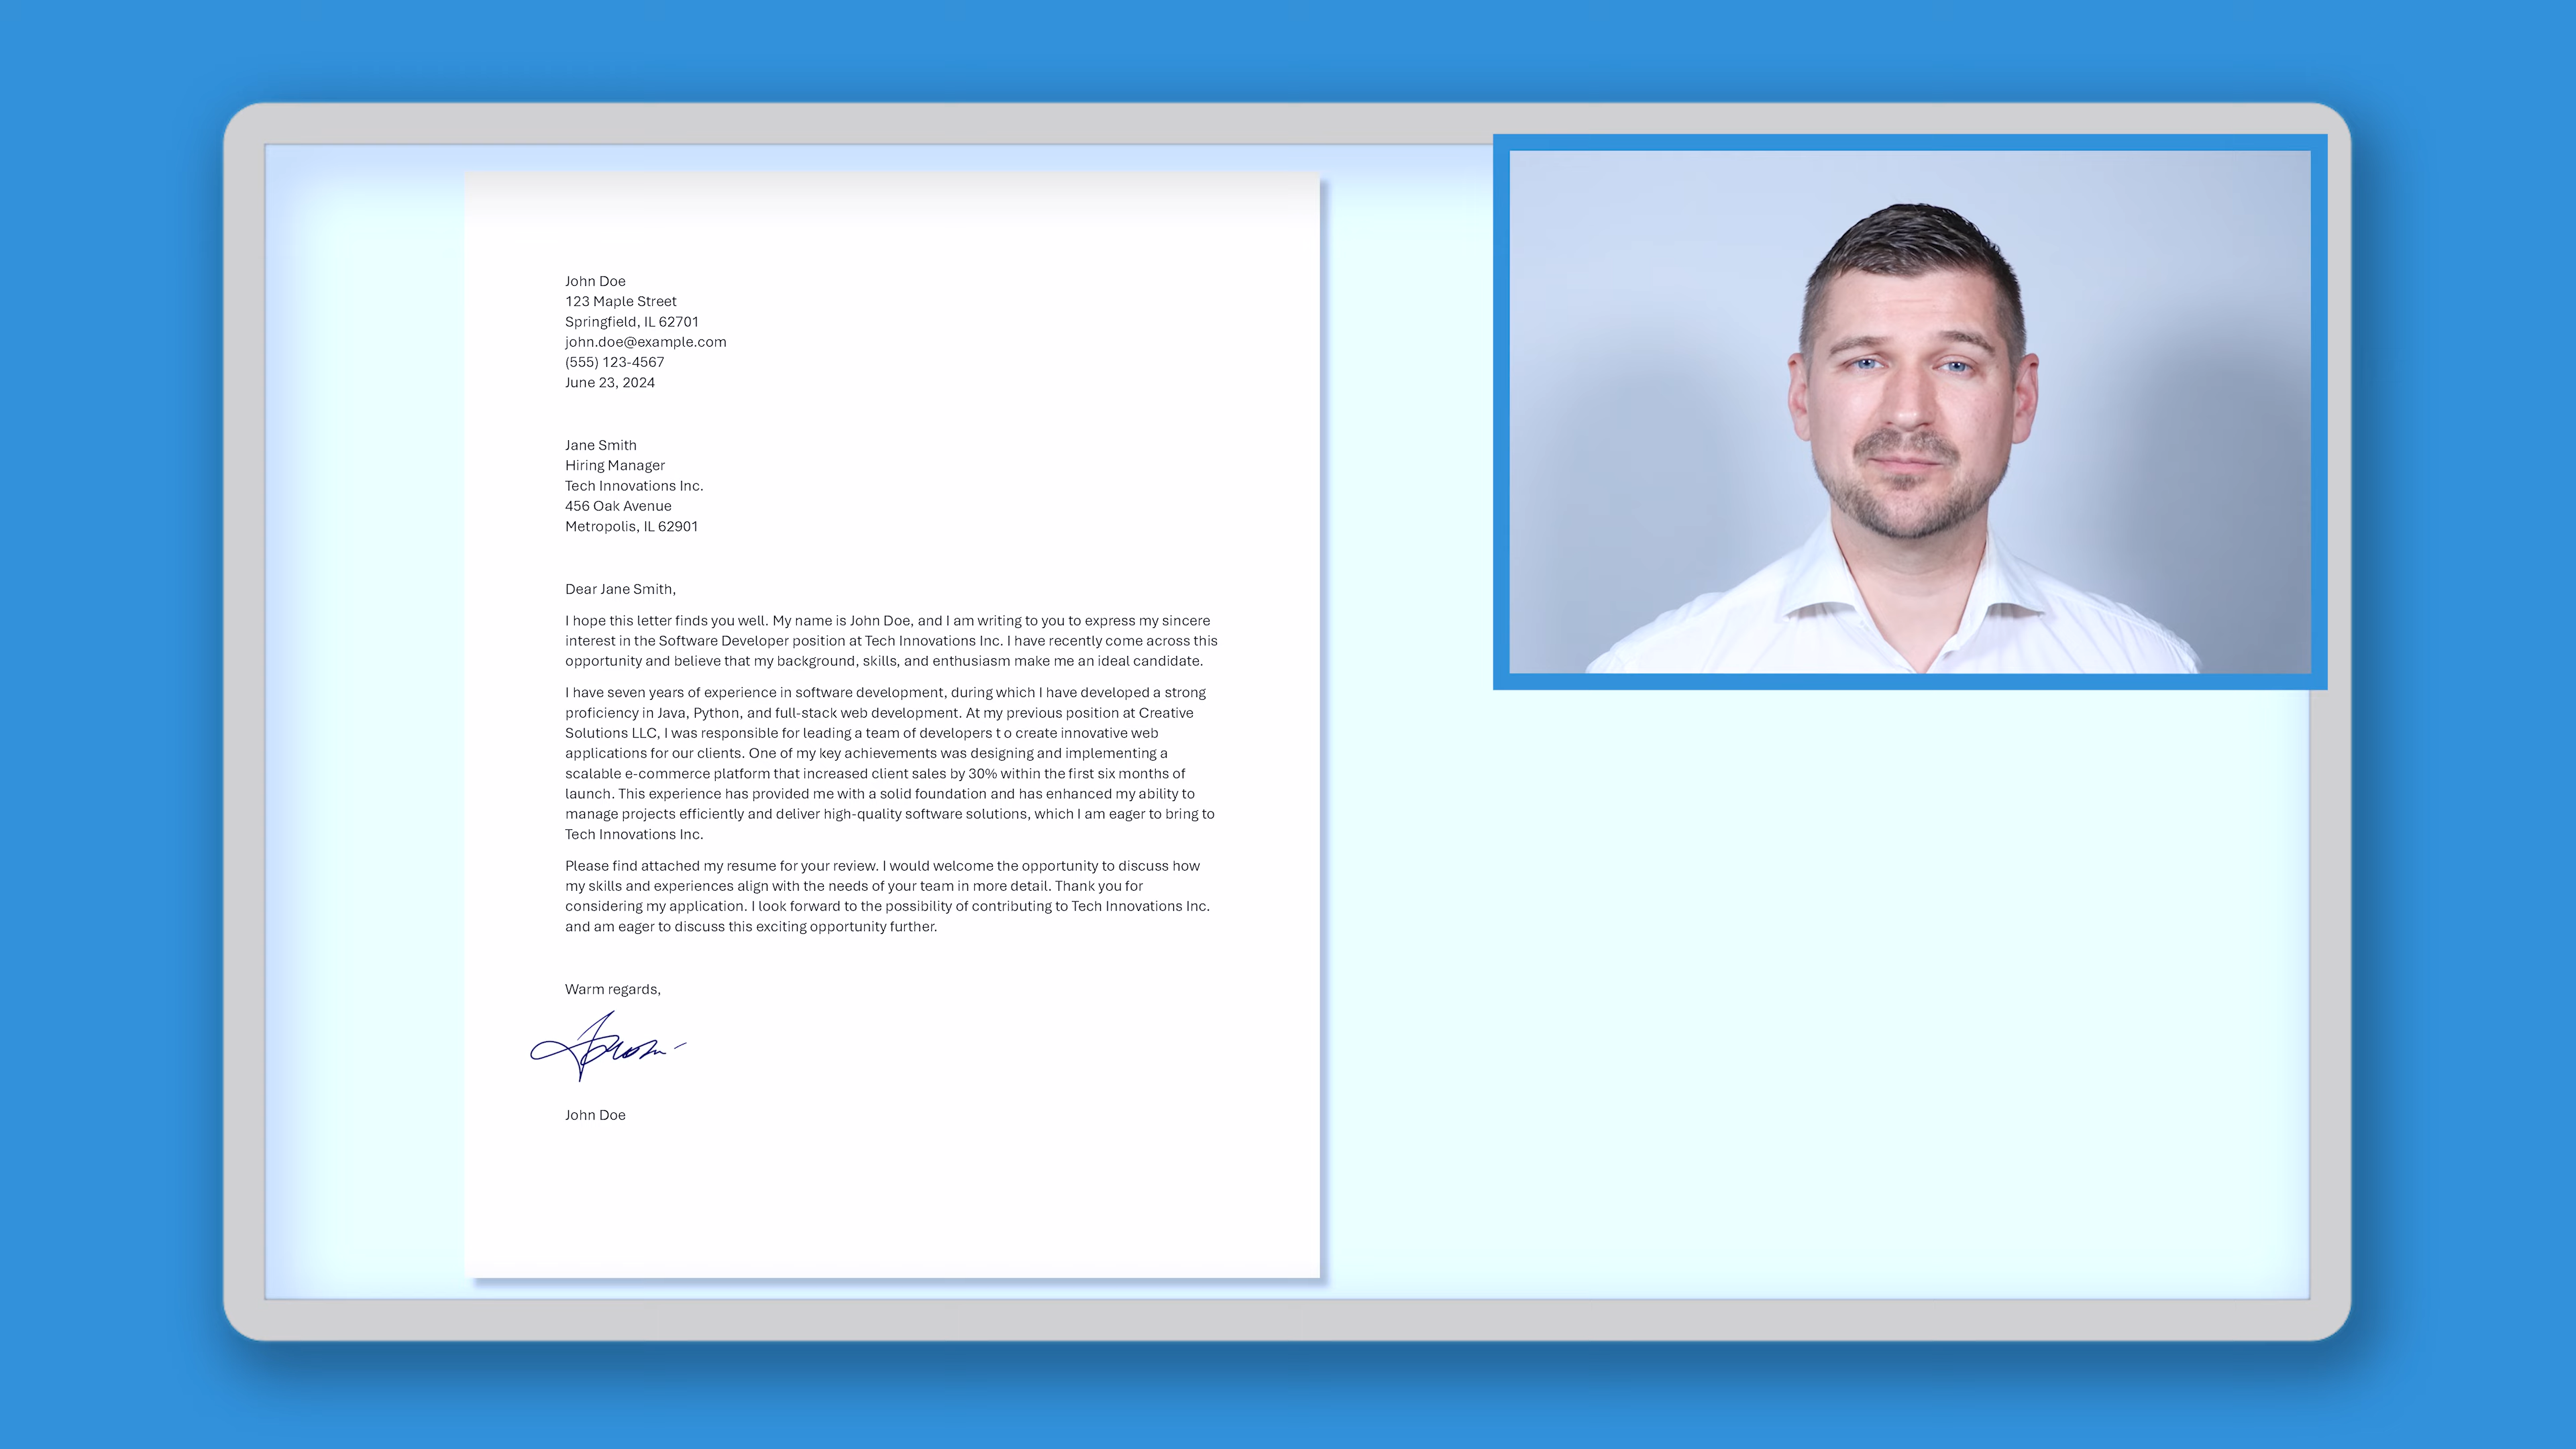 John Doe
123 Maple Street
Springfield, IL 62701
john.doe@example.com
(555) 123-4567
June 23, 2024
Jane Smith
Hiring Manager
Tech Innovations Inc.
456 Oak Avenue
Metropolis, IL 62901
Dear Jane Smith,
I hope this letter finds you well. My name is John Doe, and I am writing to you to express my sincere
interest in the Software Developer position at Tech Innovations Inc. I have recently come across this
opportunity and believe that my background, skills, and enthusiasm make me an ideal candidate.
I have seven years of experience in software development, during which I have developed a strong
proficiency in Java, Python, and full-stack web development. At my previous position at Creative
Solutions LLC, I was responsible for leading a team of developers t o create innovative web
applications for our clients. One of my key achievements was designing and implementing a
scalable e-commerce platform that increased client sales by 30% within the first six months of
launch. This experience has provided me with a solid foundation and has enhanced my ability to
manage projects efficiently and deliver high-quality software solutions, which I am eager to bring to
Tech Innovations Inc.
Please find attached my resume for your review. I would welcome the opportunity to discuss how
my skills and experiences align with the needs of your team in more detail. Thank you for
considering my application. I look forward to the possibility of contributing to Tech Innovations Inc.
and am eager to discuss this exciting opportunity further.
Warm regards,
John Doe